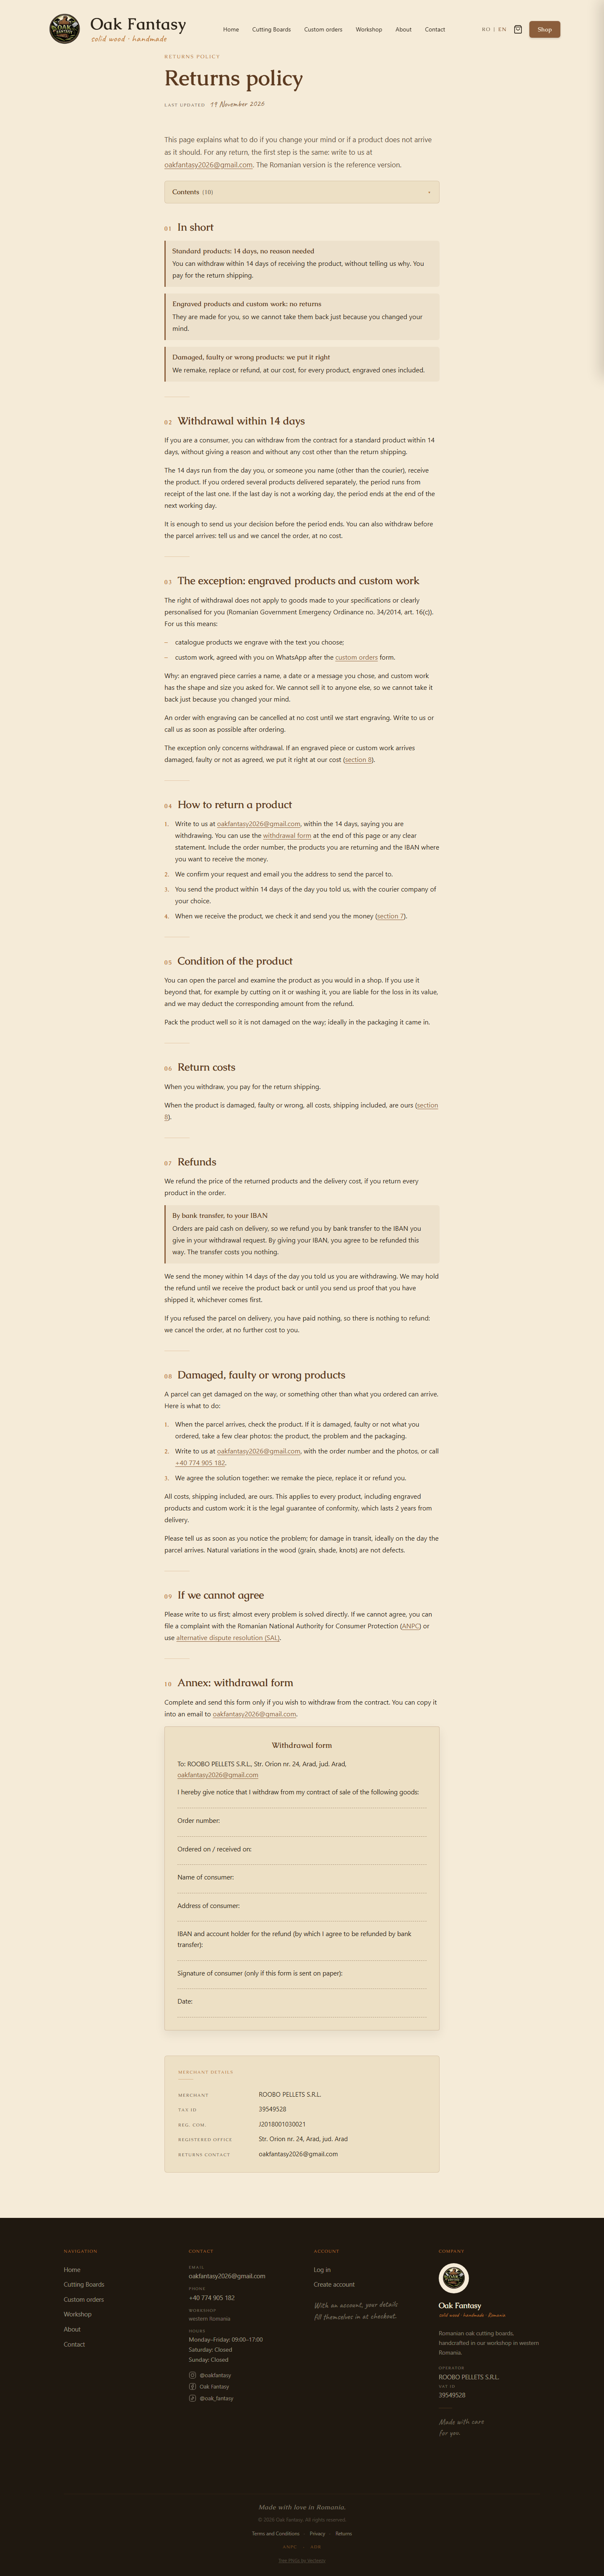 Oak Fantasy
solid wood · handmade
Home
Cutting Boards
Custom orders
Workshop
About
Contact
RO | EN
Shop
RETURNS POLICY
Returns policy
LAST UPDATED
This page explains what to do if you change your mind or if a product does not arrive
as it should. For any return, the first step is the same: write to us at
oakfantasy2026@gmail.com. The Romanian version is the reference version.
Contents (10)
01 In short
Standard products: 14 days, no reason needed
You can withdraw within 14 days of receiving the product, without telling us why. You
pay for the return shipping.
Engraved products and custom work: no returns
They are made for you, so we cannot take them back just because you changed your
mind.
Damaged, faulty or wrong products: we put it right
We remake, replace or refund, at our cost, for every product, engraved ones included.
02 Withdrawal within 14 days
If you are a consumer, you can withdraw from the contract for a standard product within 14
days, without giving a reason and without any cost other than the return shipping.
The 14 days run from the day you, or someone you name (other than the courier), receive
the product. If you ordered several products delivered separately, the period runs from
receipt of the last one. If the last day is not a working day, the period ends at the end of the
next working day.
It is enough to send us your decision before the period ends. You can also withdraw before
the parcel arrives: tell us and we cancel the order, at no cost.
03 The exception: engraved products and custom work
The right of withdrawal does not apply to goods made to your specifications or clearly
personalised for you (Romanian Government Emergency Ordinance no. 34/2014, art. 16(c)).
For us this means:
– catalogue products we engrave with the text you choose;
– custom work, agreed with you on WhatsApp after the custom orders form.
Why: an engraved piece carries a name, a date or a message you chose, and custom work
has the shape and size you asked for. We cannot sell it to anyone else, so we cannot take it
back just because you changed your mind.
An order with engraving can be cancelled at no cost until we start engraving. Write to us or
call us as soon as possible after ordering.
The exception only concerns withdrawal. If an engraved piece or custom work arrives
damaged, faulty or not as agreed, we put it right at our cost (section 8).
04 How to return a product
1. Write to us at oakfantasy2026@gmail.com, within the 14 days, saying you are
withdrawing. You can use the withdrawal form at the end of this page or any clear
statement. Include the order number, the products you are returning and the IBAN where
you want to receive the money.
2. We confirm your request and email you the address to send the parcel to.
3. You send the product within 14 days of the day you told us, with the courier company of
your choice.
4. When we receive the product, we check it and send you the money (section 7).
05 Condition of the product
You can open the parcel and examine the product as you would in a shop. If you use it
beyond that, for example by cutting on it or washing it, you are liable for the loss in its value,
and we may deduct the corresponding amount from the refund.
Pack the product well so it is not damaged on the way; ideally in the packaging it came in.
06 Return costs
When you withdraw, you pay for the return shipping.
When the product is damaged, faulty or wrong, all costs, shipping included, are ours (section
8).
07 Refunds
We refund the price of the returned products and the delivery cost, if you return every
product in the order.
By bank transfer, to your IBAN
Orders are paid cash on delivery, so we refund you by bank transfer to the IBAN you
give in your withdrawal request. By giving your IBAN, you agree to be refunded this
way. The transfer costs you nothing.
We send the money within 14 days of the day you told us you are withdrawing. We may hold
the refund until we receive the product back or until you send us proof that you have
shipped it, whichever comes first.
If you refused the parcel on delivery, you have paid nothing, so there is nothing to refund:
we cancel the order, at no further cost to you.
08 Damaged, faulty or wrong products
A parcel can get damaged on the way, or something other than what you ordered can arrive.
Here is what to do:
1. When the parcel arrives, check the product. If it is damaged, faulty or not what you
ordered, take a few clear photos: the product, the problem and the packaging.
2. Write to us at oakfantasy2026@gmail.com, with the order number and the photos, or call
+40 774 905 182.
3. We agree the solution together: we remake the piece, replace it or refund you.
All costs, shipping included, are ours. This applies to every product, including engraved
products and custom work: it is the legal guarantee of conformity, which lasts 2 years from
delivery.
Please tell us as soon as you notice the problem; for damage in transit, ideally on the day the
parcel arrives. Natural variations in the wood (grain, shade, knots) are not defects.
09 If we cannot agree
Please write to us first; almost every problem is solved directly. If we cannot agree, you can
file a complaint with the Romanian National Authority for Consumer Protection (ANPC) or
use alternative dispute resolution (SAL).
10 Annex: withdrawal form
Complete and send this form only if you wish to withdraw from the contract. You can copy it
into an email to oakfantasy2026@gmail.com.
Withdrawal form
To: ROOBO PELLETS S.R.L., Str. Orion nr. 24, Arad, jud. Arad,
oakfantasy2026@gmail.com
I hereby give notice that I withdraw from my contract of sale of the following goods:
Order number:
Ordered on / received on:
Name of consumer:
Address of consumer:
IBAN and account holder for the refund (by which I agree to be refunded by bank
transfer):
Signature of consumer (only if this form is sent on paper):
Date:
MERCHANT DETAILS
MERCHANT ROOBO PELLETS S.R.L.
TAX ID 39549528
REG. COM. J2018001030021
REGISTERED OFFICE Str. Orion nr. 24, Arad, jud. Arad
RETURNS CONTACT oakfantasy2026@gmail.com
NAVIGATION
Home
Cutting Boards
Custom orders
Workshop
About
Contact
CONTACT
EMAIL
oakfantasy2026@gmail.com
PHONE
+40 774 905 182
WORKSHOP
western Romania
HOURS
Monday–Friday: 09:00–17:00
Saturday: Closed
Sunday: Closed
@oakfantasy
Oak Fantasy
@oak_fantasy
ACCOUNT
Log in
Create account
With an account, your details
fill themselves in at checkout.
COMPANY
Oak Fantasy
solid wood · handmade · Romania
Romanian oak cutting boards,
handcrafted in our workshop in western
Romania.
OPERATOR
ROOBO PELLETS S.R.L.
VAT ID
39549528
Made with care
for you
Made with love in Romania.
© 2026 Oak Fantasy. All rights reserved.
Terms and Conditions · Privacy · Returns
ANPC